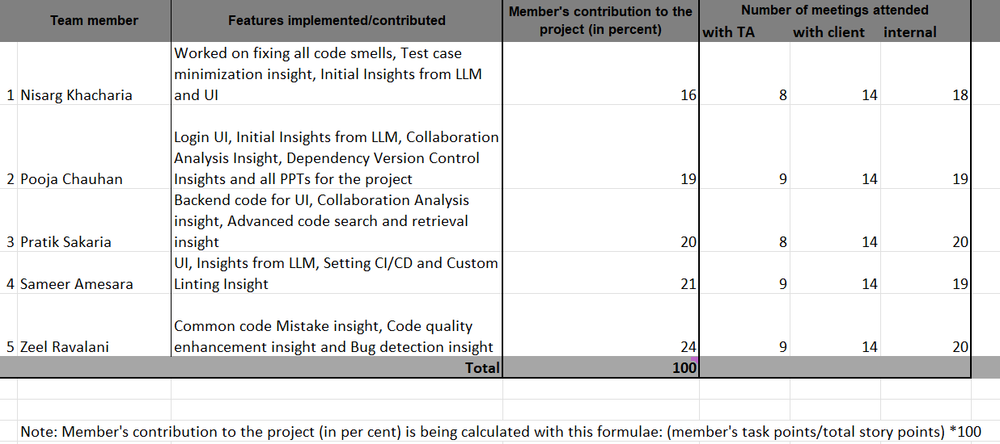 Team member Features implemented/contributed Member's contribution to the project (in percent) Number of meetings attended
with TA with client internal
Worked on fixing all code smells, Test case
minimization insight, Initial Insights from LLM
1 Nisarg Khacharia and UI 16 8 14 18
Login UI, Initial Insights from LLM, Collaboration
Analysis Insight, Dependency Version Control
2 Pooja Chauhan Insights and all PPTs for the project 19 9 14 19
Backend code for UI, Collaboration Analysis
insight, Advanced code search and retrieval
3 Pratik Sakaria insight 20 8 14 20
UI, Insights from LLM, Setting CI/CD and Custom
4 Sameer Amesara Linting Insight 21 9 14 19
Common code Mistake insight, Code quality
5 Zeel Ravalani enhancement insight and Bug detection insight 24 9 14 20
Total 100
Note: Member's contribution to the project (in per cent) is being calculated with this formulae: (member's task points/total story points) *100